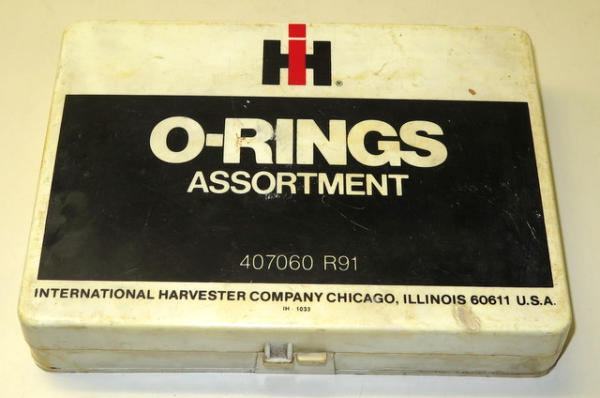 IH®
O-RINGS
ASSORTMENT
407060 R91
INTERNATIONAL HARVESTER COMPANY CHICAGO, ILLINOIS 60611 U.S.A.
IH - 1033